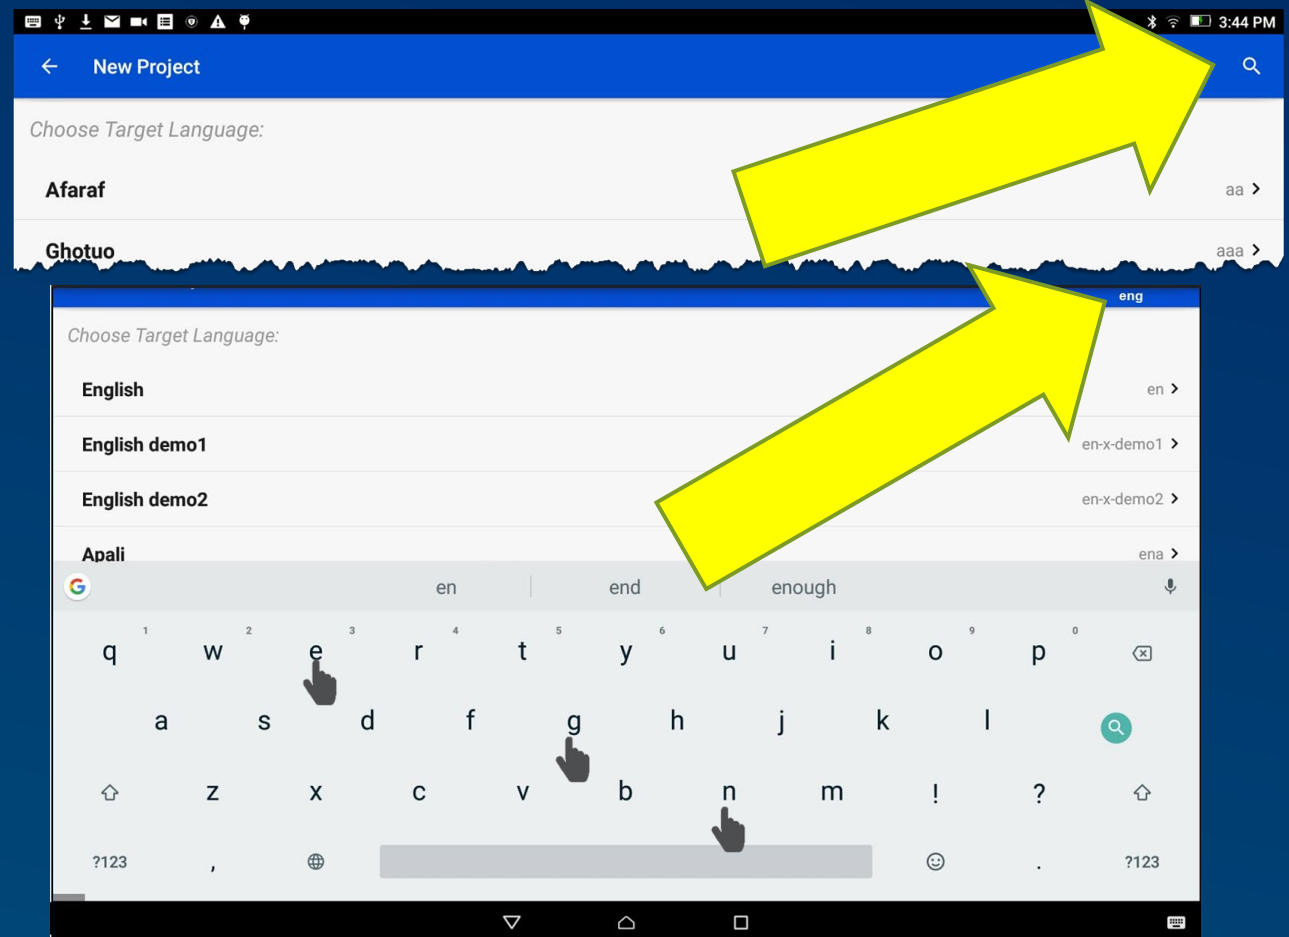 3:44 PM
New Project
Choose Target Language:
Afaraf aa
Ghotuo aaa
eng
Choose Target Language:
English en
English demo1 en-x-demo1
English demo2 en-x-demo2
Apali ena
G en end enough
1 2 3 4 5 6 7 8 9 0
q w e r t y u i o p
a s d f g h j k l
z x c v b n m ! ?
?123 , . ?123